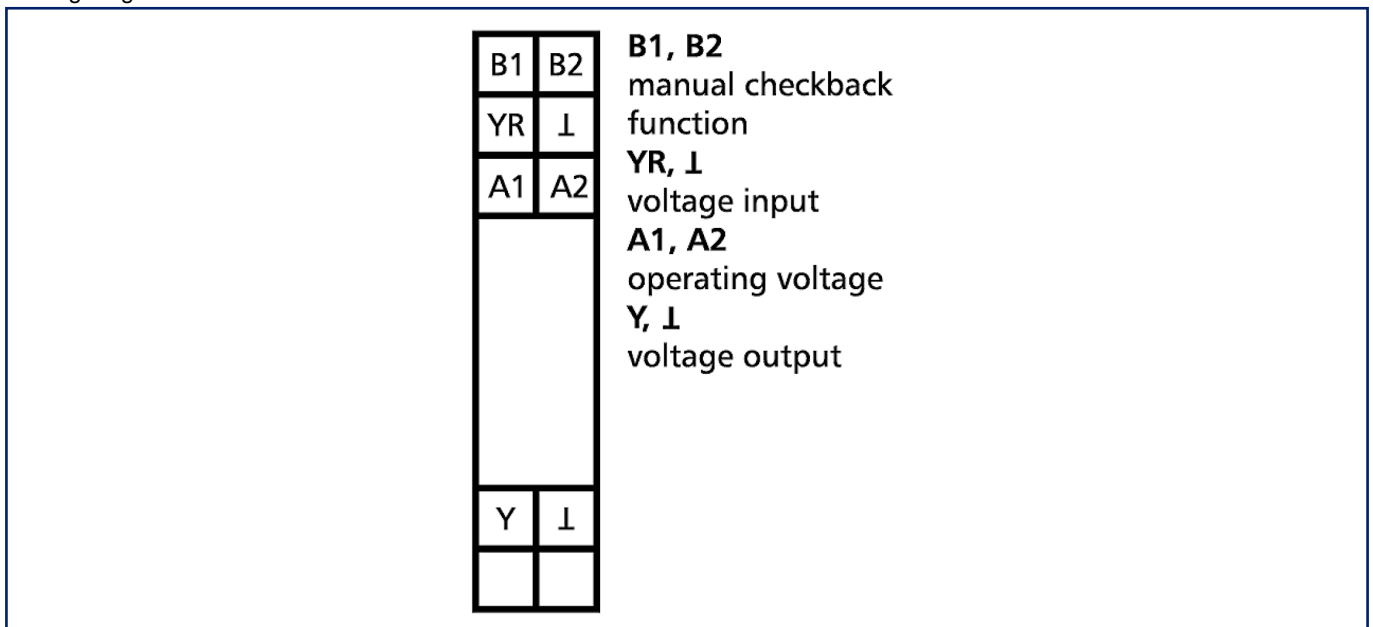 B1 B2
YR ⊥
A1 A2
Y ⊥
B1, B2
manual checkback
function
YR, ⊥
voltage input
A1, A2
operating voltage
Y, ⊥
voltage output